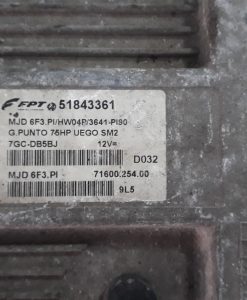 FPT 51843361
MJD 6F3.PI/HW04P/3641-PI90
G.PUNTO 75HP UEGO SM2
7GC-DB5BJ 12V=
D032
MJD 6F3.PI 71600.254.00
9L5